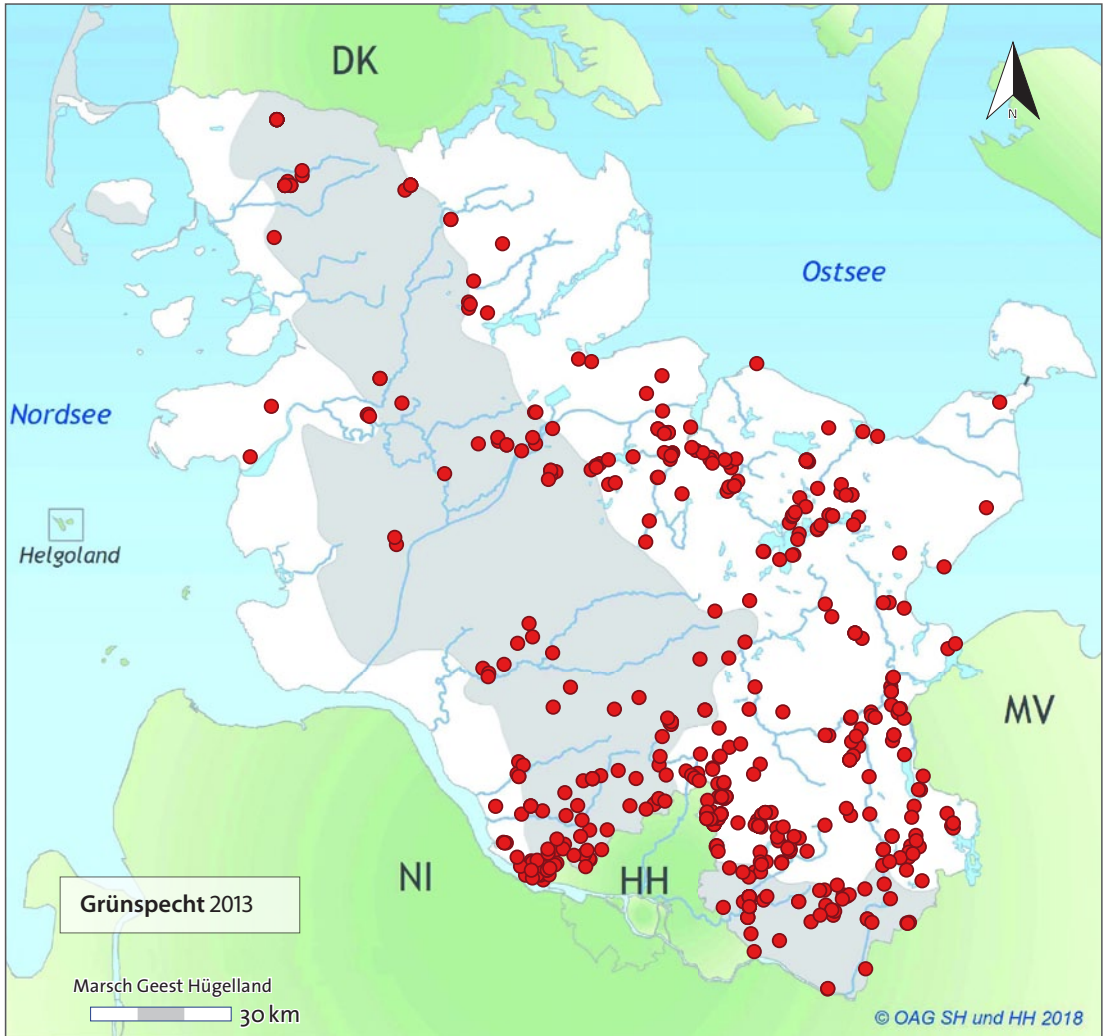 DK
N
Ostsee
Nordsee
Helgoland
MV
NI
HH
Grünspecht 2013
Marsch Geest Hügelland
30 km
© OAG SH und HH 2018